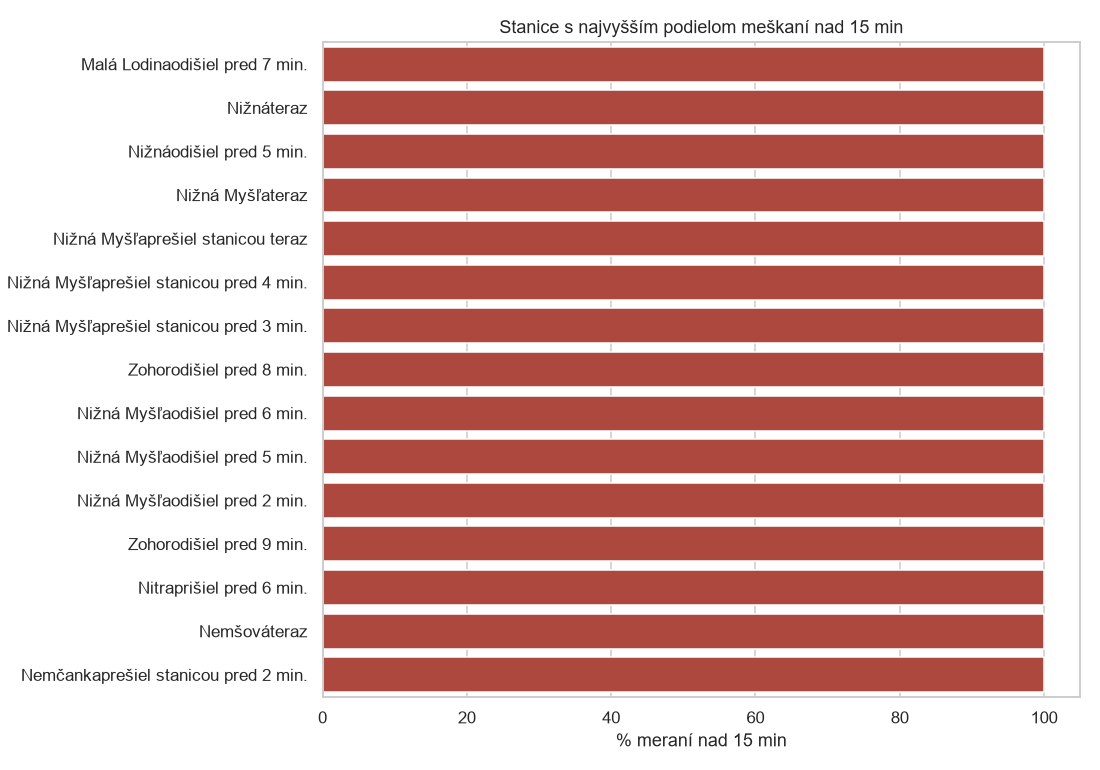 Stanice s najvyšším podielom meškaní nad 15 min
Malá Lodinaodišiel pred 7 min.
Nižnáteraz
Nižnáodišiel pred 5 min.
Nižná Myšľateraz
Nižná Myšľaprešiel stanicou teraz
Nižná Myšľaprešiel stanicou pred 4 min.
Nižná Myšľaprešiel stanicou pred 3 min.
Zohorodišiel pred 8 min.
Nižná Myšľaodišiel pred 6 min.
Nižná Myšľaodišiel pred 5 min.
Nižná Myšľaodišiel pred 2 min.
Zohorodišiel pred 9 min.
Nitraprišiel pred 6 min.
Nemšováteraz
Nemčankaprešiel stanicou pred 2 min.
0 20 40 60 80 100
% meraní nad 15 min